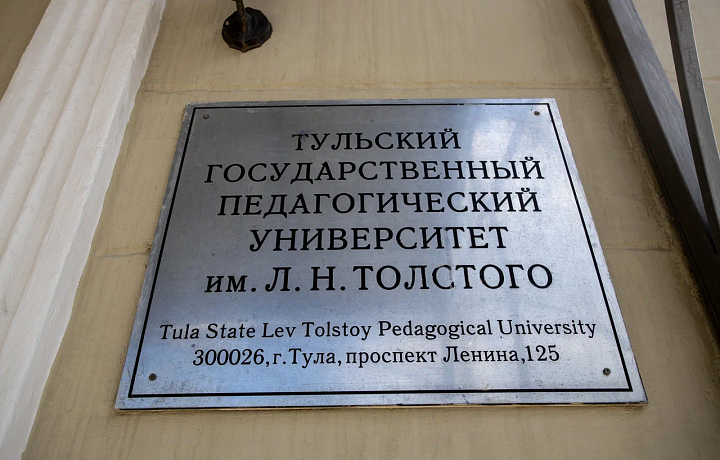 ТУЛЬСКИЙ
ГОСУДАРСТВЕННЫЙ
ПЕДАГОГИЧЕСКИЙ
УНИВЕРСИТЕТ
им. Л. Н. ТОЛСТОГО
Tula State Lev Tolstoy Pedagogical University
300026, г. Тула, проспект Ленина, 125